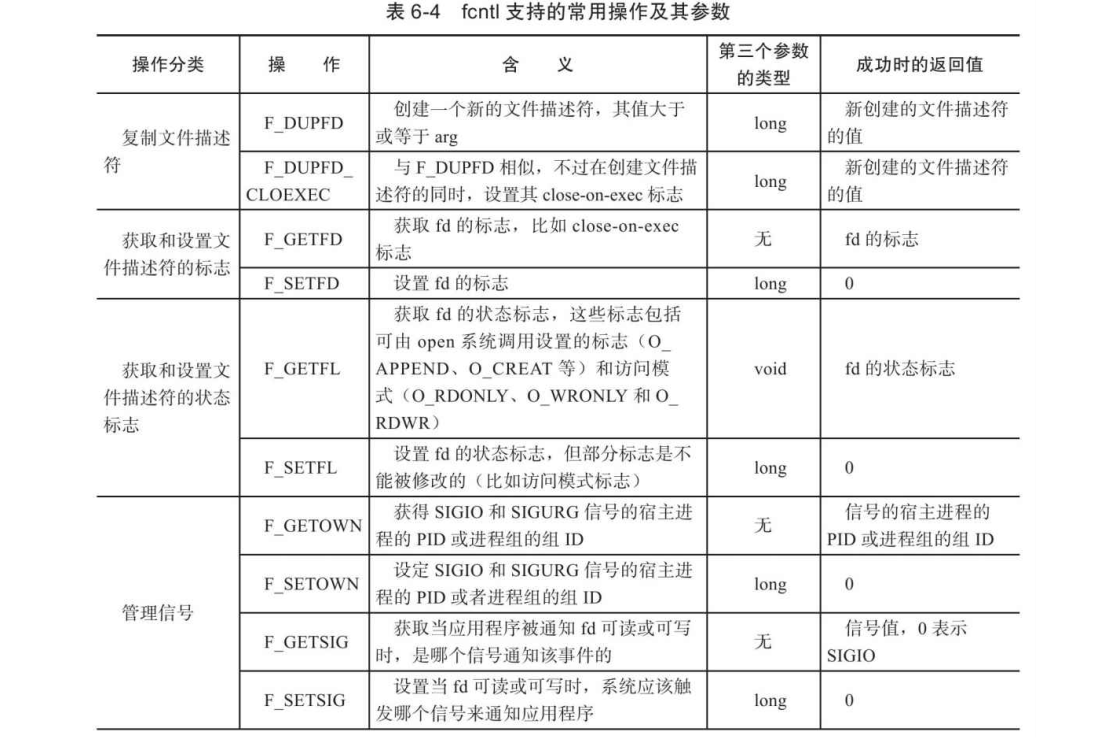 表 6-4 fcntl 支持的常用操作及其参数
操作分类 操 作 含 义 第三个参数的类型 成功时的返回值
复制文件描述符
F_DUPFD
创建一个新的文件描述符，其值大于
或等于 arg
long
新创建的文件描述符
的值
F_DUPFD_
CLOEXEC
与 F_DUPFD 相似，不过在创建文件描
述符的同时，设置其 close-on-exec 标志
long
新创建的文件描述符
的值
获取和设置文
件描述符的标志
F_GETFD
获取 fd 的标志，比如 close-on-exec
标志
无
fd 的标志
F_SETFD
设置 fd 的标志
long
0
获取和设置文
件描述符的状态
标志
F_GETFL
获取 fd 的状态标志，这些标志包括
可由 open 系统调用设置的标志（O_
APPEND、O_CREAT 等）和访问模
式（O_RDONLY、O_WRONLY 和 O_
RDWR）
void
fd 的状态标志
F_SETFL
设置 fd 的状态标志，但部分标志是不
能被修改的（比如访问模式标志）
long
0
管理信号
F_GETOWN
获得 SIGIO 和 SIGURG 信号的宿主进
程的 PID 或进程组的组 ID
无
信号的宿主进程的
PID 或进程组的组 ID
F_SETOWN
设定 SIGIO 和 SIGURG 信号的宿主进
程的 PID 或者进程组的组 ID
long
0
F_GETSIG
获取当应用程序被通知 fd 可读或可写
时，是哪个信号通知该事件的
无
信号值，0 表示
SIGIO
F_SETSIG
设置当 fd 可读或可写时，系统应该触
发哪个信号来通知应用程序
long
0